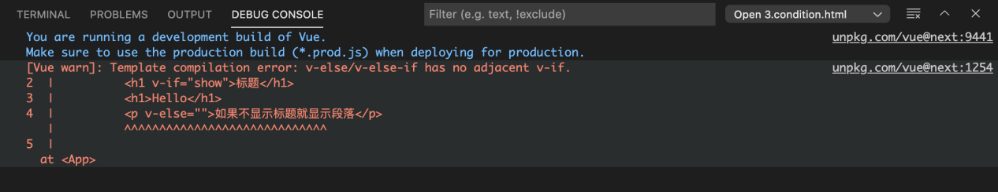 TERMINAL PROBLEMS OUTPUT DEBUG CONSOLE Filter (e.g. text, !exclude) Open 3.condition.html
You are running a development build of Vue. unpkg.com/vue@next:9441
Make sure to use the production build (*.prod.js) when deploying for production.
[Vue warn]: Template compilation error: v-else/v-else-if has no adjacent v-if. unpkg.com/vue@next:1254
2 | <h1 v-if="show">标题</h1>
3 | <h1>Hello</h1>
4 | <p v-else="">如果不显示标题就显示段落</p>
| ^^^^^^^^^^^^^^^^^^^^^^^^^^^^^
5 |
at <App>